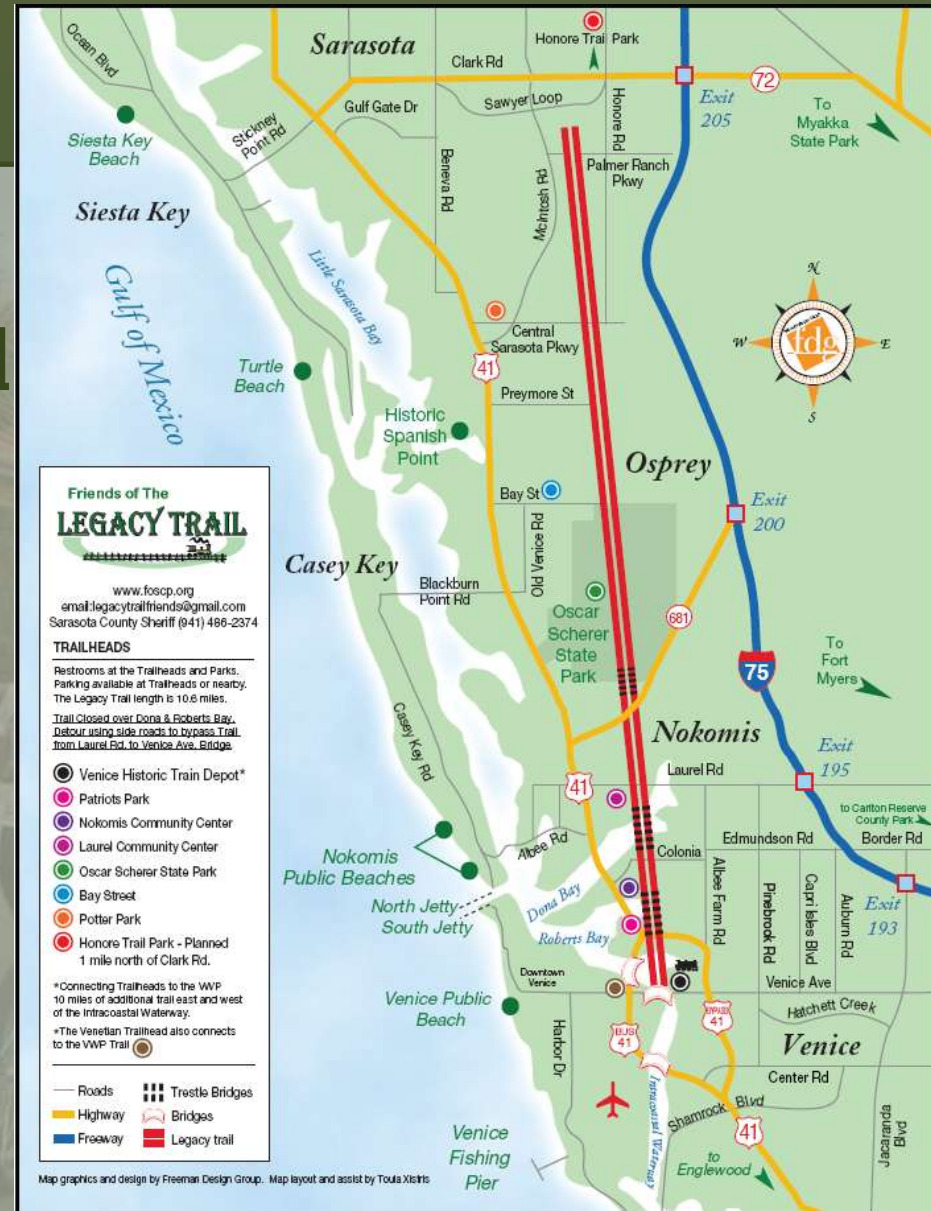 Sarasota
Honore Trail Park
Ocean Blvd
Clark Rd
72
Exit
205
Sawyer Loop
Gulf Gate Dr
Honore Rd
To
Myakka
State Park
Stickney
Point Rd
Siesta Key
Beach
Beneva Rd
McIntosh Rd
Palmer Ranch
Pkwy
Siesta Key
Gulf of Mexico
Little Sarasota Bay
N
W
fdg
E
S
Central
Sarasota Pkwy
41
Turtle
Beach
Preymore St
Historic
Spanish
Point
Osprey
Bay St
Exit
200
Old Venice Rd
Casey Key
Blackburn
Point Rd
Oscar
Scherer
State
Park
681
To
Fort
Myers
75
Casey Key Rd
Nokomis
Exit
195
Laurel Rd
41
to Carlton Reserve
County Park
Albee Rd
Edmundson Rd
Border Rd
Colonia
Nokomis
Public Beaches
Dona Bay
Albee Farm Rd
Pinebrook Rd
Capri Isles Blvd
Auburn Rd
Exit
193
North Jetty
South Jetty
Roberts Bay
Downtown
Venice
Venice Ave
Venice Public
Beach
Hatchett Creek
BUS
41
BYPASS
41
Venice
Harbor Dr
Center Rd
Intracoastal Waterway
Shamrock Blvd
41
Jacaranda
Blvd
Venice
Fishing
Pier
to
Englewood
Friends of The
LEGACY TRAIL
www.foscp.org
email:legacytrailfriends@gmail.com
Sarasota County Sheriff (941) 486-2374
TRAILHEADS
Restrooms at the Trailheads and Parks.
Parking available at Trailheads or nearby.
The Legacy Trail length is 10.6 miles.
Trail Closed over Dona & Roberts Bay.
Detour using side roads to bypass Trail
from Laurel Rd. to Venice Ave. Bridge.
Venice Historic Train Depot*
Patriots Park
Nokomis Community Center
Laurel Community Center
Oscar Scherer State Park
Bay Street
Potter Park
Honore Trail Park - Planned
1 mile north of Clark Rd.
*Connecting Trailheads to the VWP
10 miles of additional trail east and west
of the Intracoastal Waterway.
*The Venetian Trailhead also connects
to the VWP Trail
Roads
Highway
Freeway
Trestle Bridges
Bridges
Legacy trail
Map graphics and design by Freeman Design Group. Map layout and assist by Toula Xistris